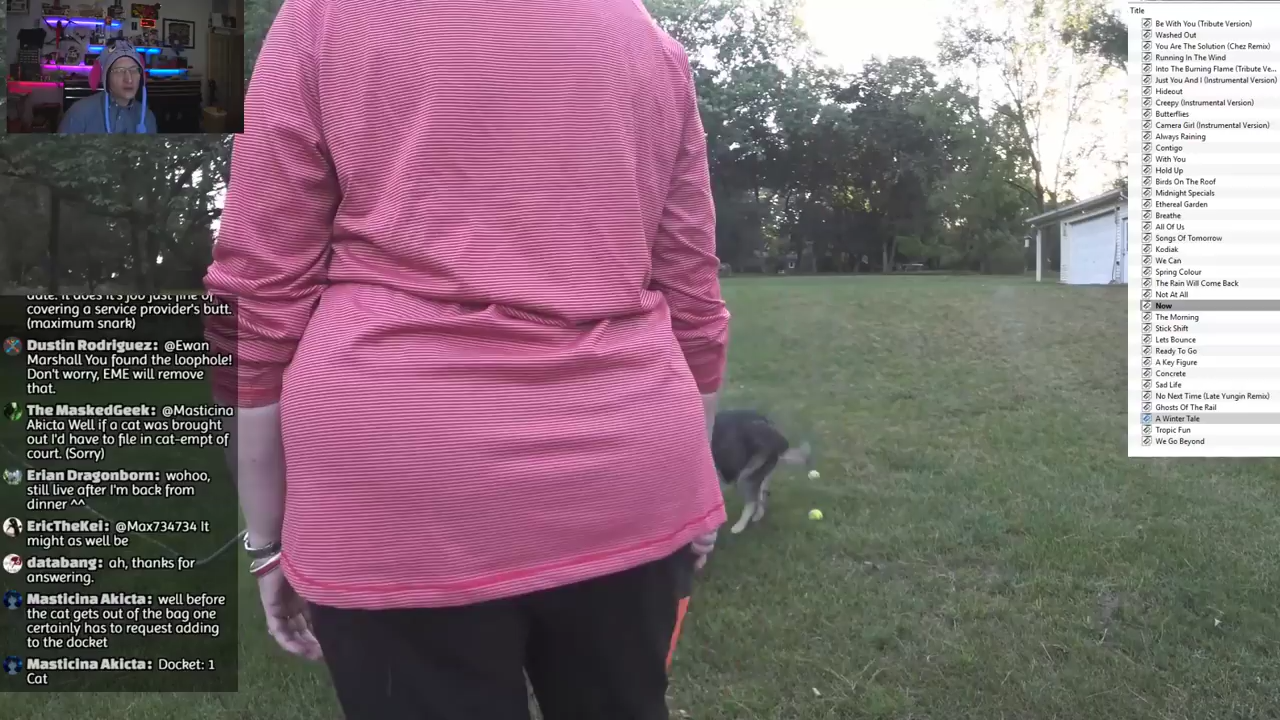 date. It does it's job just fine of
covering a service provider's butt.
(maximum snark)
Dustin Rodriguez: @Ewan
Marshall You found the loophole!
Don't worry, EME will remove
that.
The MaskedGeek: @Masticina
Akicta Well if a cat was brought
out I'd have to file in cat-empt of
court. (Sorry)
Erian Dragonborn: wohoo,
still live after I'm back from
dinner ^^
EricTheKei: @Max734734 It
might as well be
databang: ah, thanks for
answering.
Masticina Akicta: well before
the cat gets out of the bag one
certainly has to request adding
to the docket
Masticina Akicta: Docket: 1
Cat
Title
Be With You (Tribute Version)
Washed Out
You Are The Solution (Chez Remix)
Running In The Wind
Into The Burning Flame (Tribute Ve...
Just You And I (Instrumental Version)
Hideout
Creepy (Instrumental Version)
Butterflies
Camera Girl (Instrumental Version)
Always Raining
Contigo
With You
Hold Up
Birds On The Roof
Midnight Specials
Ethereal Garden
Breathe
All Of Us
Songs Of Tomorrow
Kodiak
We Can
Spring Colour
The Rain Will Come Back
Not At All
Now
The Morning
Stick Shift
Lets Bounce
Ready To Go
A Key Figure
Concrete
Sad Life
No Next Time (Late Yungin Remix)
Ghosts Of The Rail
A Winter Tale
Tropic Fun
We Go Beyond